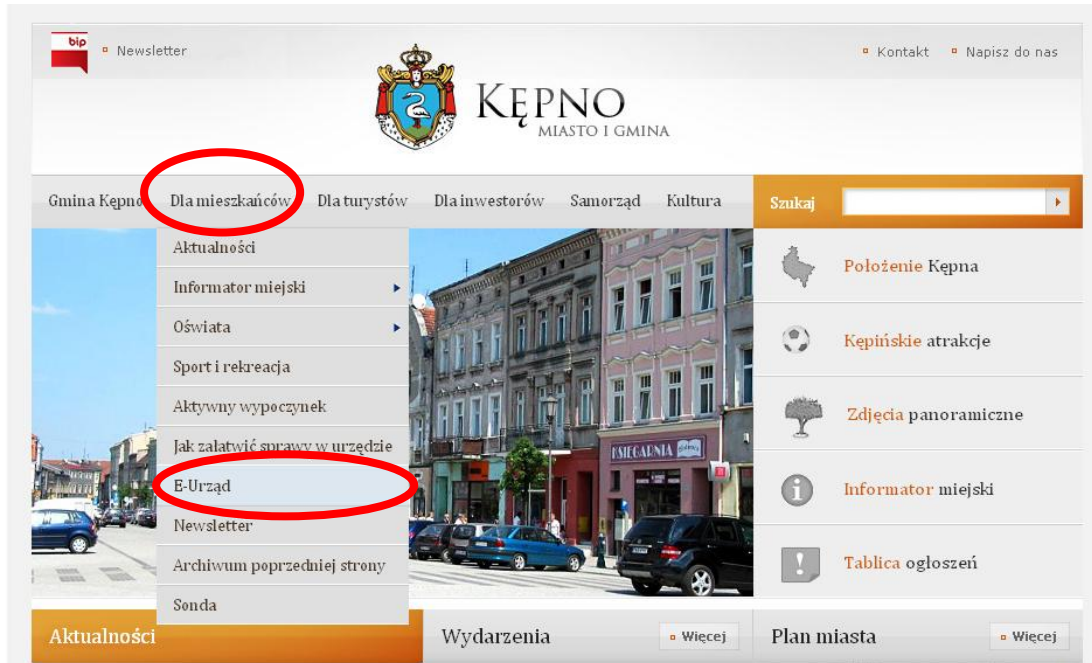 bip
Newsletter
Kontakt
Napisz do nas
KĘPNO
MIASTO I GMINA
Gmina Kępno
Dla mieszkańców
Dla turystów
Dla inwestorów
Samorząd
Kultura
Szukaj
Aktualności
Informator miejski
Oświata
Sport i rekreacja
Aktywny wypoczynek
Jak załatwić sprawy w urzędzie
E-Urząd
Newsletter
Archiwum poprzedniej strony
Sonda
KSIĘGARNIA
Położenie Kępna
Kępińskie atrakcje
Zdjęcia panoramiczne
Informator miejski
Tablica ogłoszeń
Aktualności
Wydarzenia
Więcej
Plan miasta
Więcej